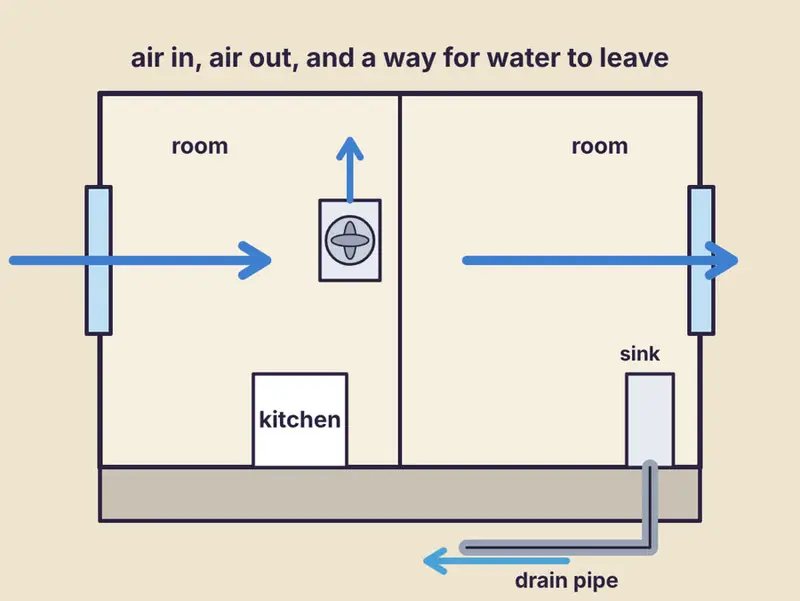 air in, air out, and a way for water to leave
room
room
sink
kitchen
drain pipe